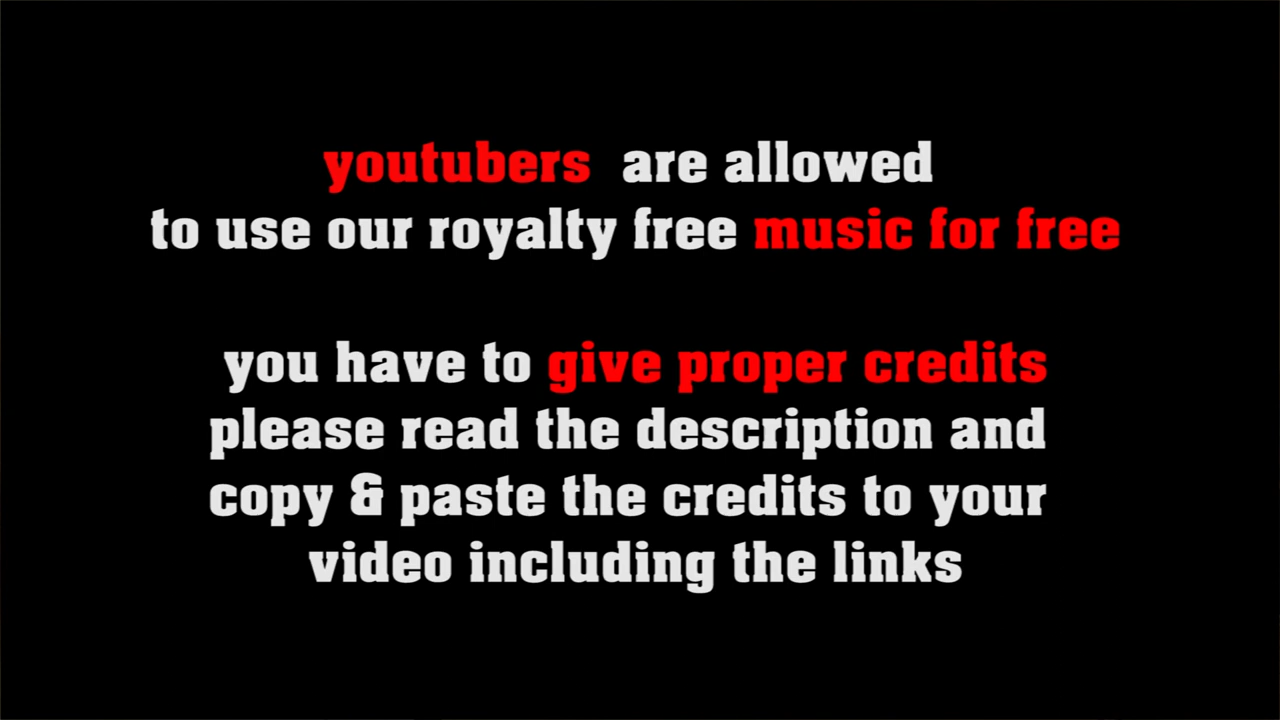 youtubers are allowed
to use our royalty free music for free
you have to give proper credits
please read the description and
copy & paste the credits to your
video including the links